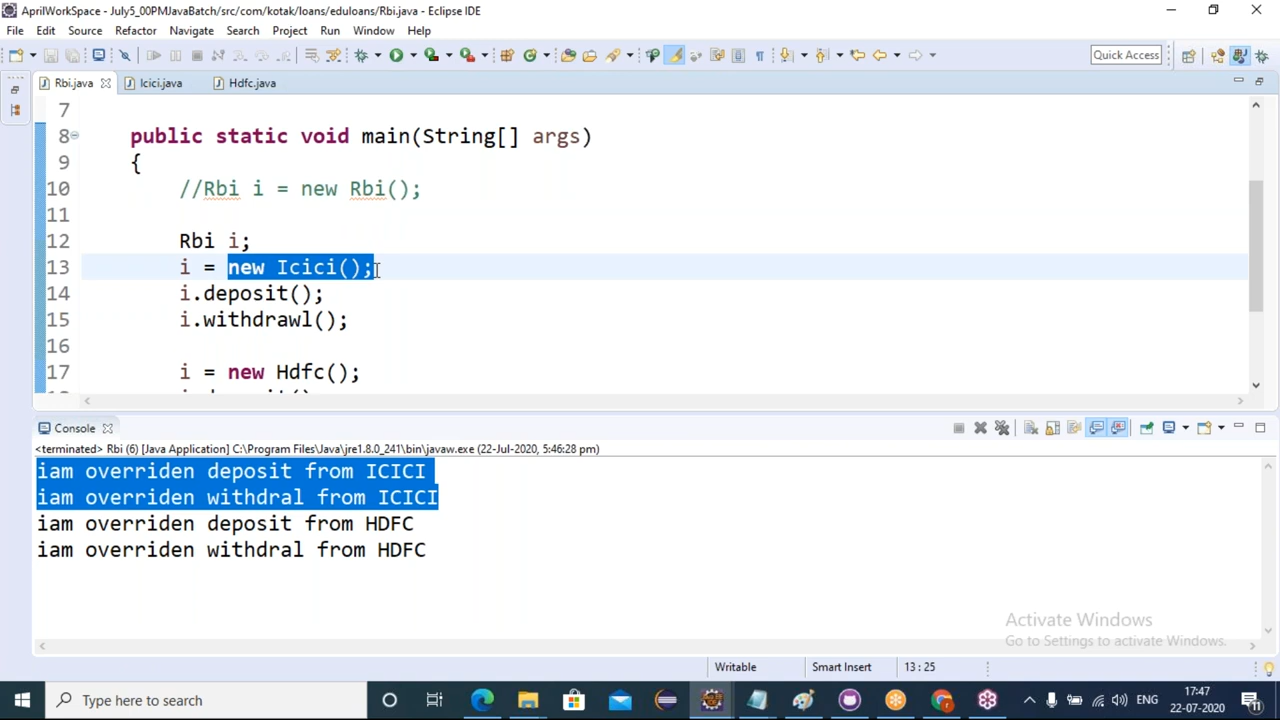 AprilWorkSpace - July5_00PMJavaBatch/src/com/kotak/loans/eduloans/Rbi.java - Eclipse IDE
File Edit Source Refactor Navigate Search Project Run Window Help
Quick Access
Rbi.java Icici.java Hdfc.java
7
8 public static void main(String[] args)
9 {
10 //Rbi i = new Rbi();
11
12 Rbi i;
13 i = new Icici();
14 i.deposit();
15 i.withdrawl();
16
17 i = new Hdfc();
Console
<terminated> Rbi (6) [Java Application] C:\Program Files\Java\jre1.8.0_241\bin\javaw.exe (22-Jul-2020, 5:46:28 pm)
iam overriden deposit from ICICI
iam overriden withdral from ICICI
iam overriden deposit from HDFC
iam overriden withdral from HDFC
Activate Windows
Go to Settings to activate Windows.
Writable Smart Insert 13 : 25
Type here to search
ENG
17:47
22-07-2020
11